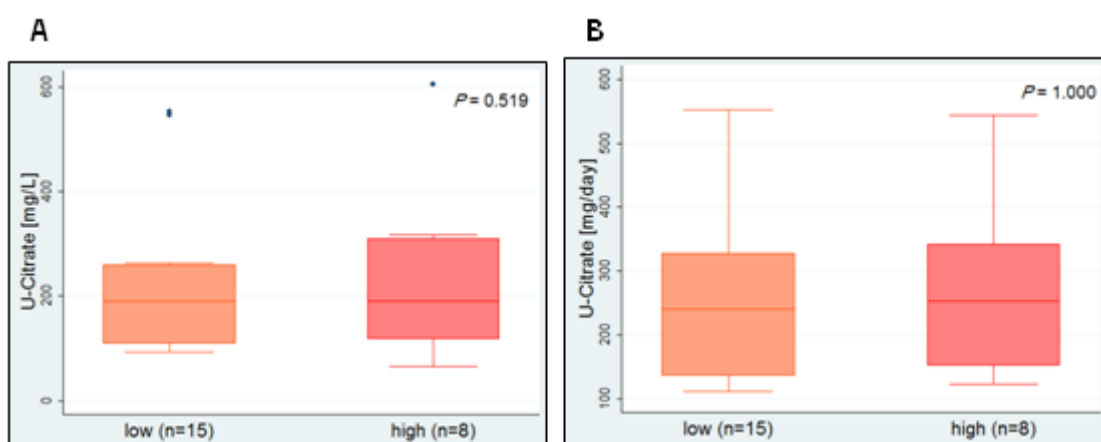 A
U-Citrate [mg/L]
600
400
200
0
P = 0.519
low (n=15)
high (n=8)
B
U-Citrate [mg/day]
600
500
400
300
200
100
P = 1.000
low (n=15)
high (n=8)